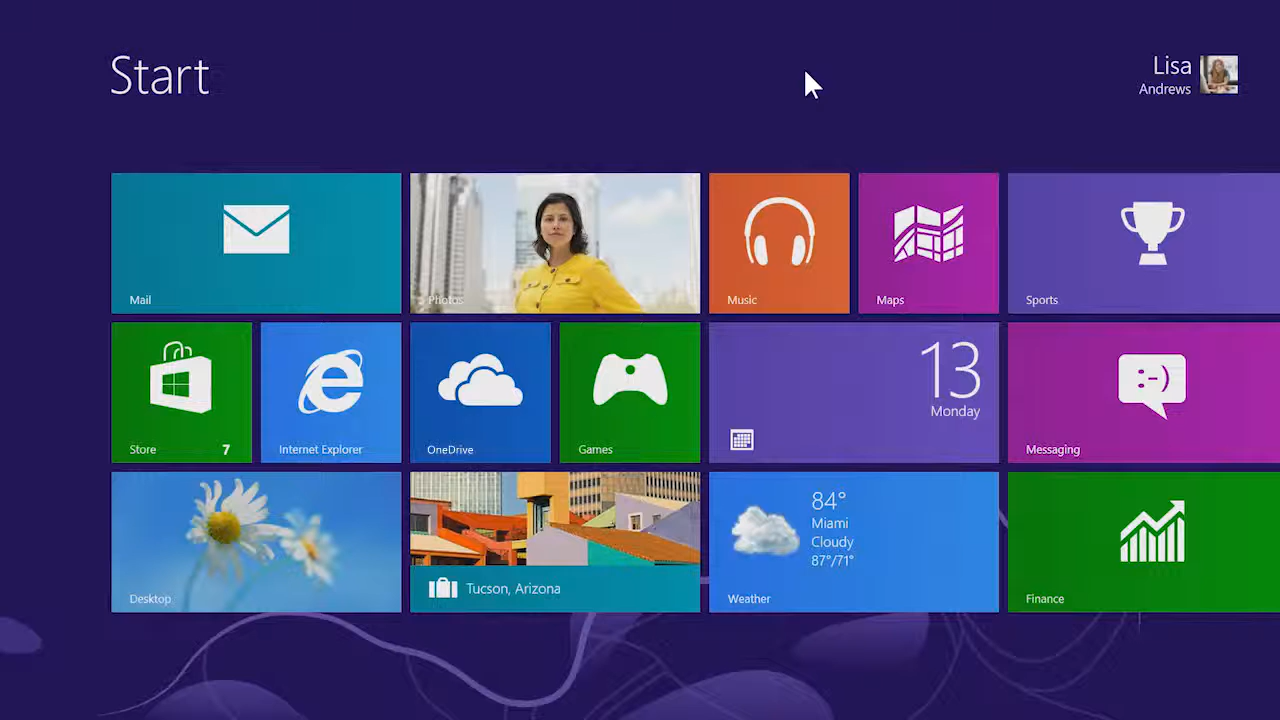 Start
Lisa
Andrews
Mail
Photos
Music
Maps
Sports
Store
7
Internet Explorer
OneDrive
Games
13
Monday
:-)
Messaging
Desktop
Tucson, Arizona
84°
Miami
Cloudy
87°/71°
Weather
Finance